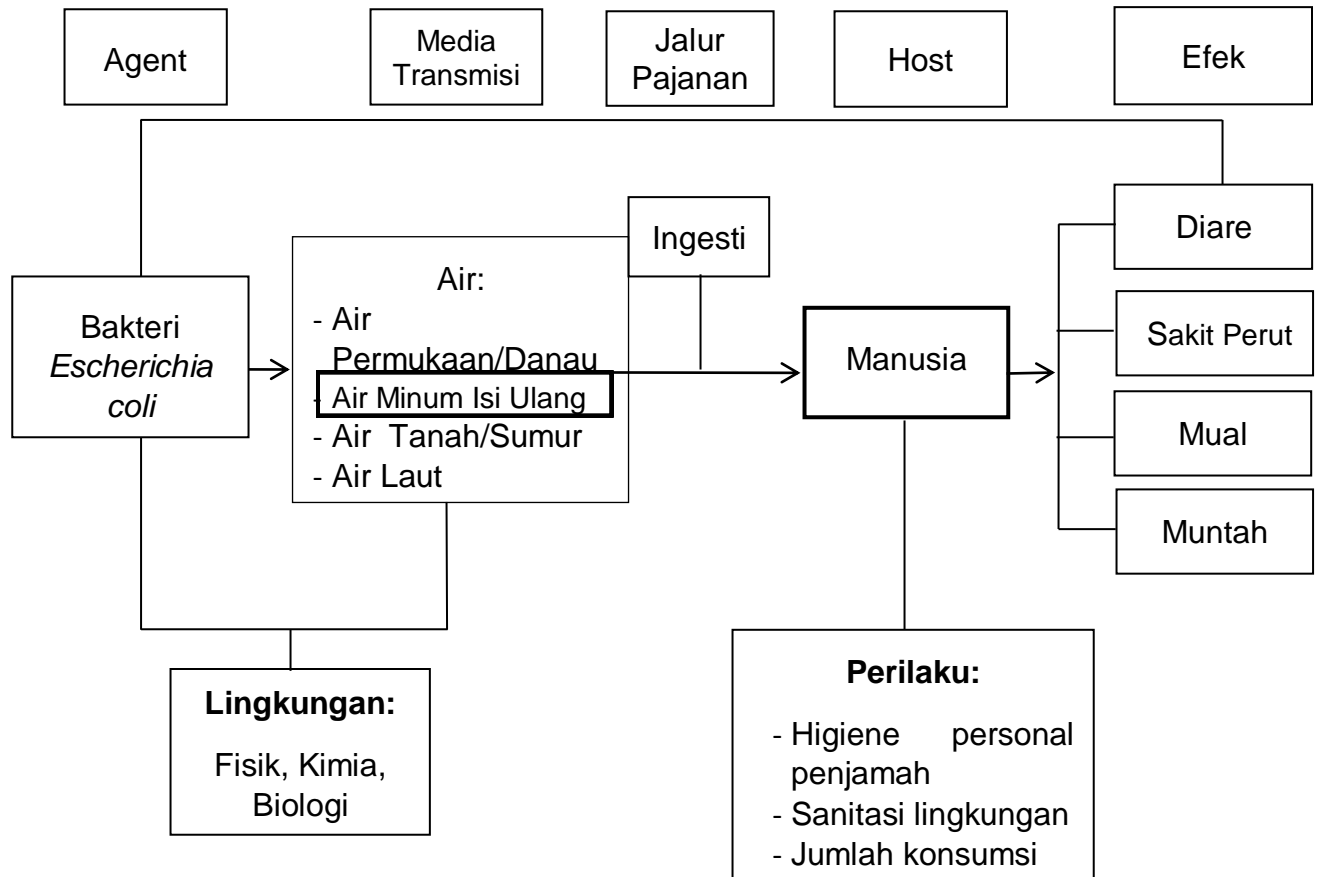 Agent
Media
Transmisi
Jalur
Pajanan
Host
Efek
Bakteri
Escherichia
coli
Air:
- Air
Permukaan/Danau
- Air Minum Isi Ulang
- Air Tanah/Sumur
- Air Laut
Ingesti
Manusia
Diare
Sakit Perut
Mual
Muntah
Lingkungan:
Fisik, Kimia,
Biologi
Perilaku:
- Higiene personal
penjamah
- Sanitasi lingkungan
- Jumlah konsumsi